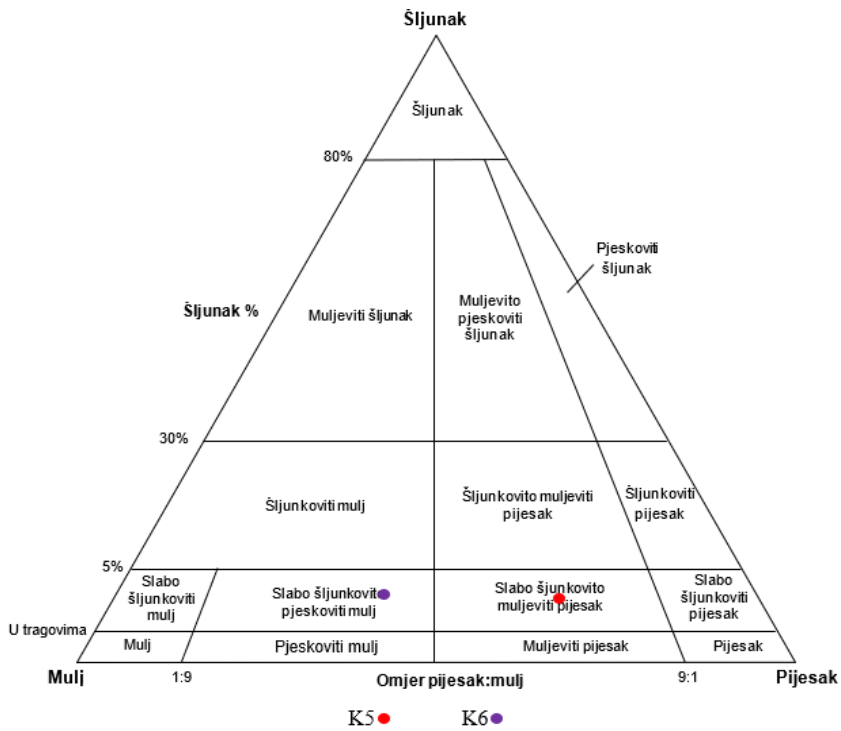 Šljunak
Šljunak
80%
Pjeskoviti
šljunak
Šljunak %
Muljeviti šljunak
Muljevito
pjeskoviti
šljunak
30%
Šljunkoviti mulj
Šljunkovito muljeviti
pijesak
Šljunkoviti
pijesak
5%
Slabo
šljunkoviti
mulj
Slabo šljunkovito
pjeskoviti mulj
Slabo šjunkovito
muljeviti pijesak
Slabo
šljunkoviti
pijesak
U tragovima
Mulj
Pjeskoviti mulj
Muljeviti pijesak
Pijesak
Mulj
1:9
Omjer pijesak:mulj
9:1
Pijesak
K5
K6